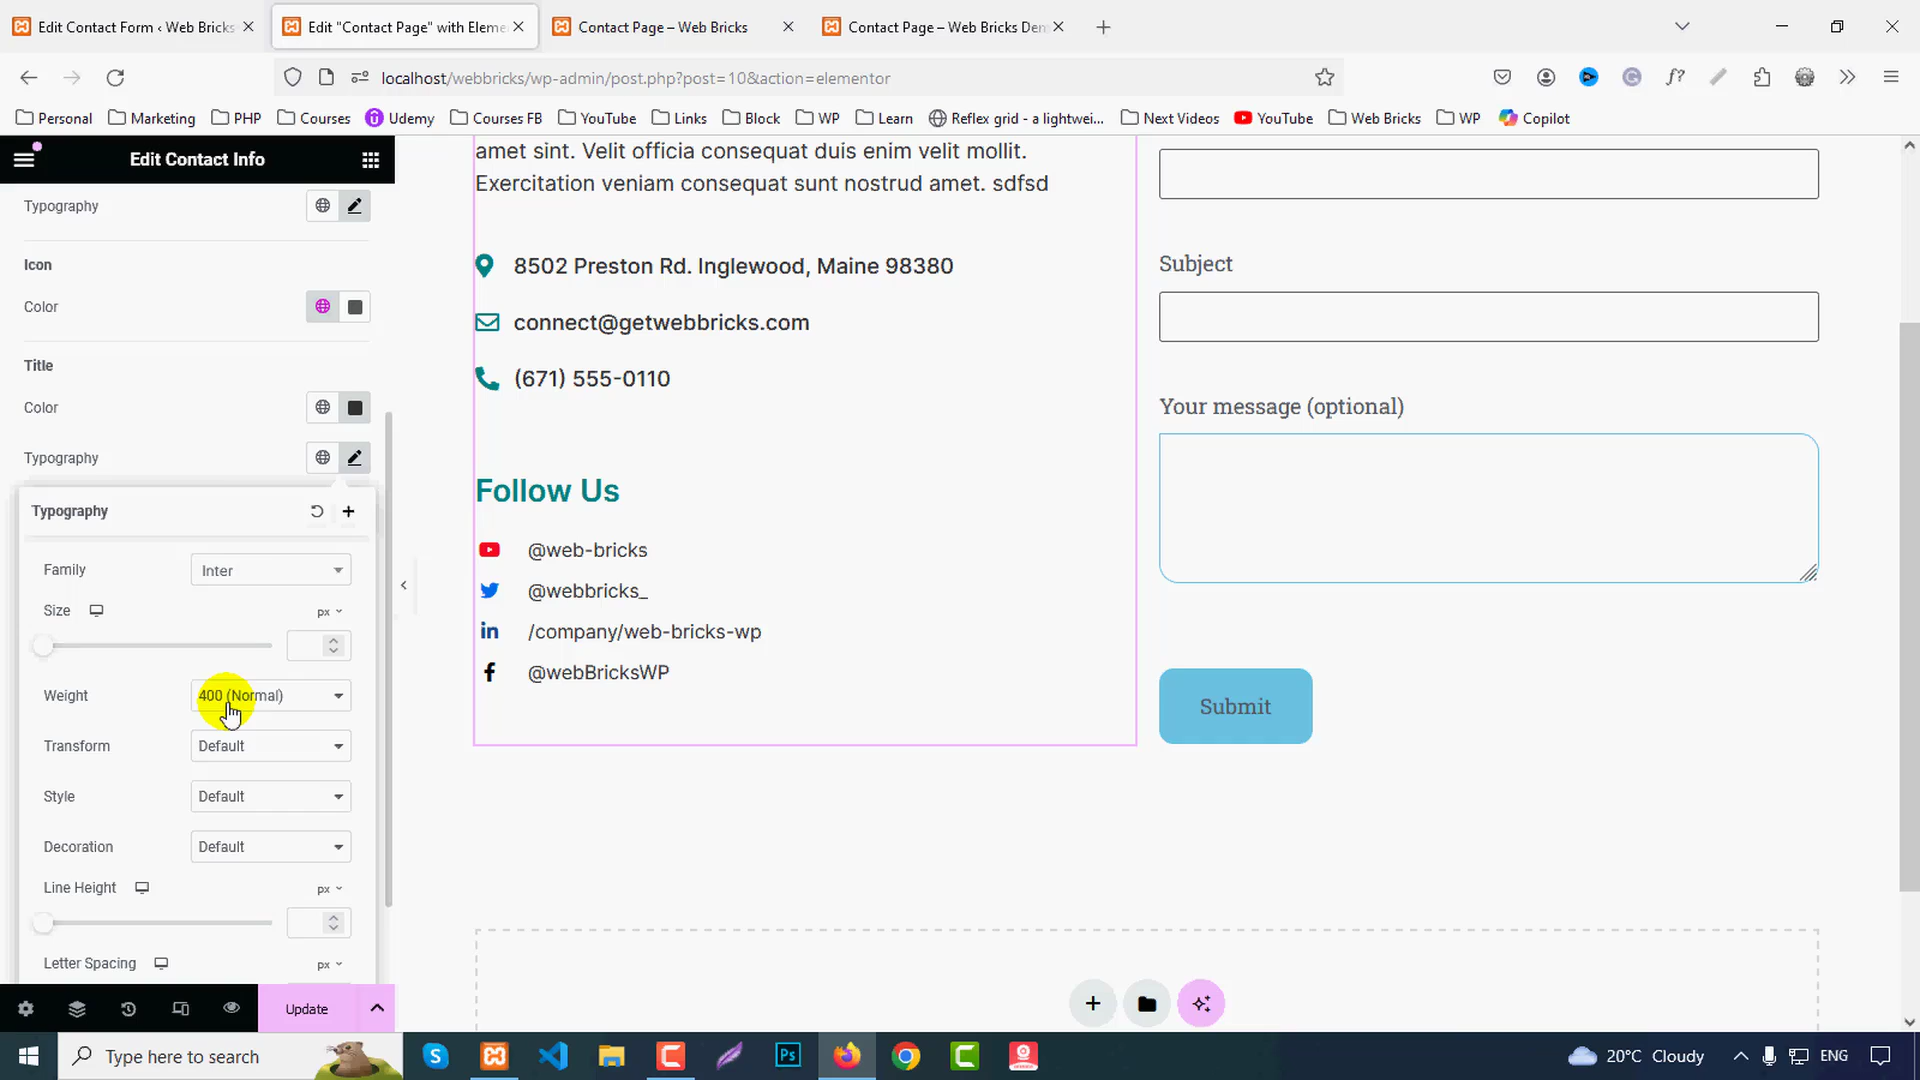 Edit Contact Form ‹ Web Bricks
Edit "Contact Page" with Eleme
Contact Page – Web Bricks
Contact Page – Web Bricks Den
localhost/webbricks/wp-admin/post.php?post=10&action=elementor
Personal
Marketing
PHP
Courses
Udemy
Courses FB
YouTube
Links
Block
WP
Learn
Reflex grid - a lightwei...
Next Videos
YouTube
Web Bricks
WP
Copilot
Edit Contact Info
Typography
Icon
Color
Title
Color
Typography
Typography
Family
Inter
Size
px
Weight
400 (Normal)
Transform
Default
Style
Default
Decoration
Default
Line Height
px
Letter Spacing
px
Update
amet sint. Velit officia consequat duis enim velit mollit.
Exercitation veniam consequat sunt nostrud amet. sdfsd
8502 Preston Rd. Inglewood, Maine 98380
connect@getwebbricks.com
(671) 555-0110
Follow Us
@web-bricks
@webbricks_
/company/web-bricks-wp
@webBricksWP
Subject
Your message (optional)
Submit
Type here to search
20°C Cloudy
ENG